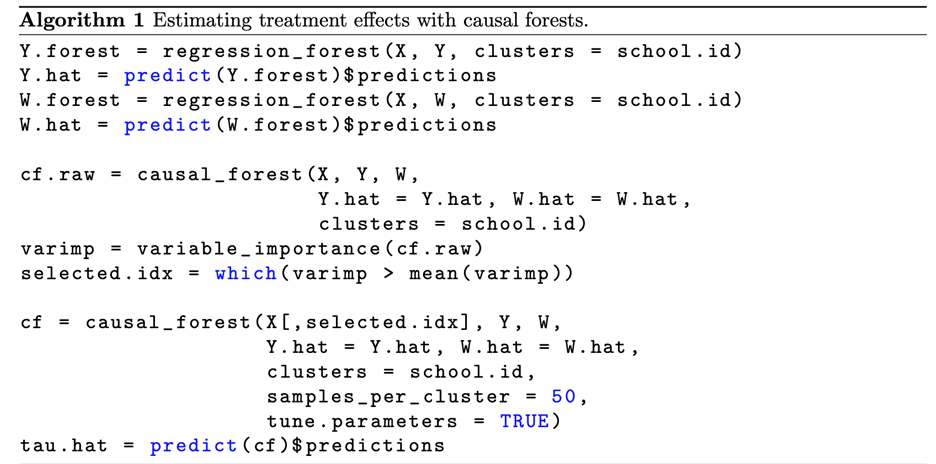 Algorithm 1 Estimating treatment effects with causal forests.
Y.forest = regression_forest(X, Y, clusters = school.id)
Y.hat = predict(Y.forest)$predictions
W.forest = regression_forest(X, W, clusters = school.id)
W.hat = predict(W.forest)$predictions

cf.raw = causal_forest(X, Y, W,
                       Y.hat = Y.hat, W.hat = W.hat,
                       clusters = school.id)
varimp = variable_importance(cf.raw)
selected.idx = which(varimp > mean(varimp))

cf = causal_forest(X[,selected.idx], Y, W,
                   Y.hat = Y.hat, W.hat = W.hat,
                   clusters = school.id,
                   samples_per_cluster = 50,
                   tune.parameters = TRUE)
tau.hat = predict(cf)$predictions